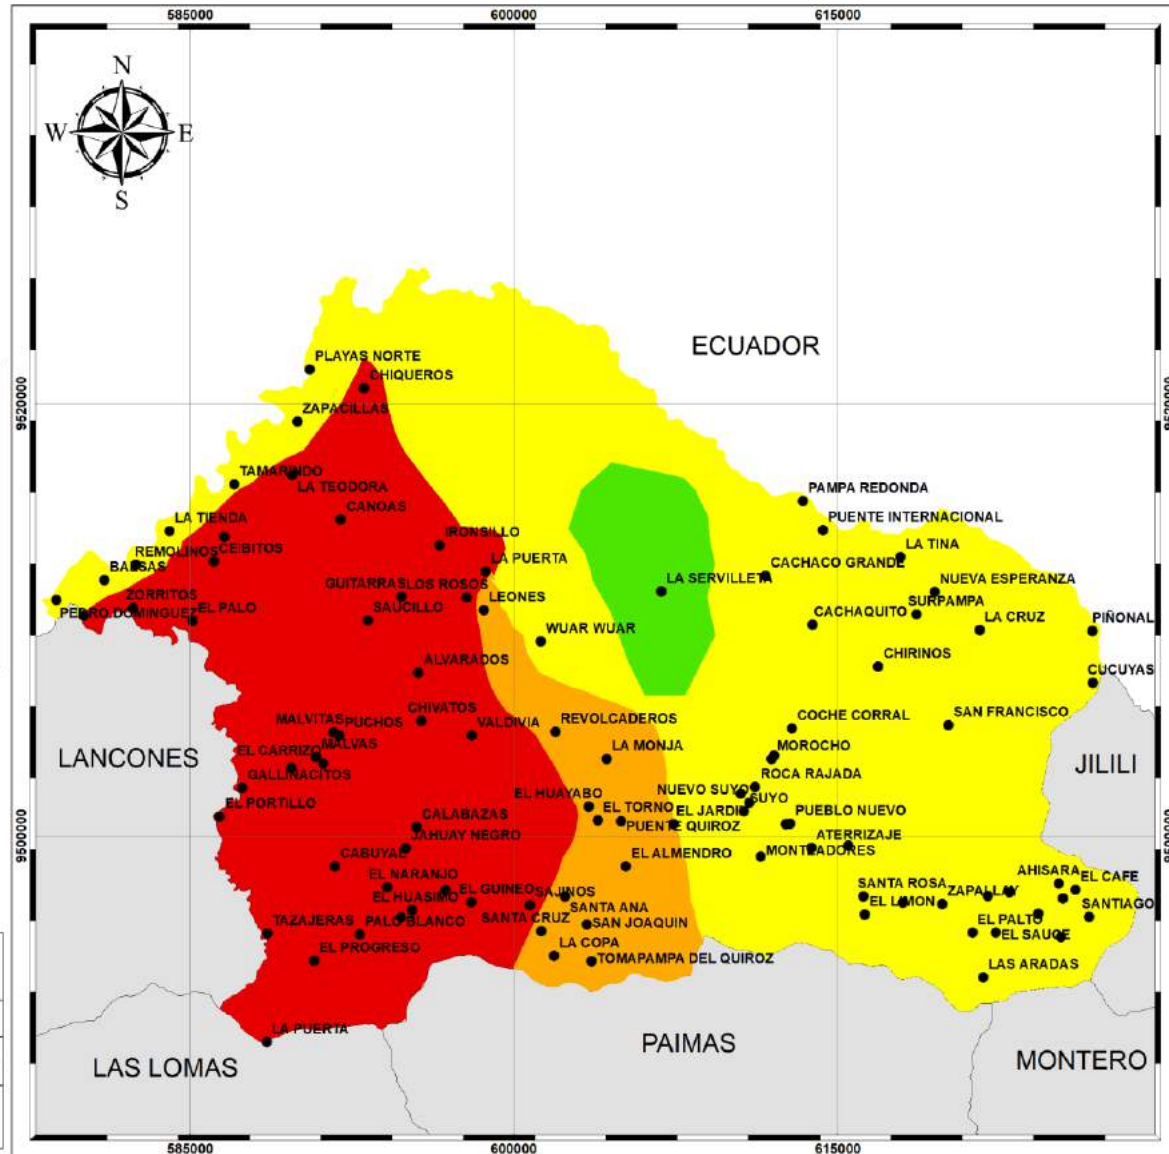 585000 600000 615000
N
W E
S
ECUADOR
PLAYAS NORTE
CHIQUEROS
9520000 9520000
ZAPACILLAS
TAMARINDO
LA TEODORA
PAMPA REDONDA
CANOAS
LA TIENDA
PUENTE INTERNACIONAL
IRONSILLO
CEIBITOS
REMOLINOS
LA TINA
LA PUERTA
BALSAS
CACHACO GRANDE
GUITARRAS
LOS ROSOS
LA SERVILLETA
NUEVA ESPERANZA
ZORRITOS
LEONES
SURPAMPA
PEDRO DOMINGUEZ
EL PALO
SAUCILLO
CACHAQUITO
LA CRUZ
PIÑONAL
WUAR WUAR
CHIRINOS
ALVARADOS
CUCUYAS
MALVITAS
PUCHOS
CHIVATOS
VALDIVIA
REVOLCADEROS
COCHE CORRAL
SAN FRANCISCO
LANCONES
EL CARRIZO
MALVAS
LA MONJA
MOROCHO
JILILI
GALLINACITOS
ROCA RAJADA
EL HUAYABO
NUEVO SUYO
SUYO
EL PORTILLO
CALABAZAS
EL TORNO
EL JARDIN
PUEBLO NUEVO
JAHUAY NEGRO
PUENTE QUIROZ
ATERRIZAJE
9500000 9500000
CABUYAL
EL ALMENDRO
MONTEADORES
EL NARANJO
EL HUASIMO
EL GUINEO
SAJINOS
SANTA ROSA
ZAPALLAY
AHISARA
EL CAFE
SANTA ANA
EL LIMON
SANTIAGO
TAZAJERAS
PALO BLANCO
SANTA CRUZ
SAN JOAQUIN
EL PALTO
EL SAUCE
EL PROGRESO
LA COPA
TOMAPAMPA DEL QUIROZ
LAS ARADAS
LA PUERTA
PAIMAS
LAS LOMAS
MONTERO
585000 600000 615000